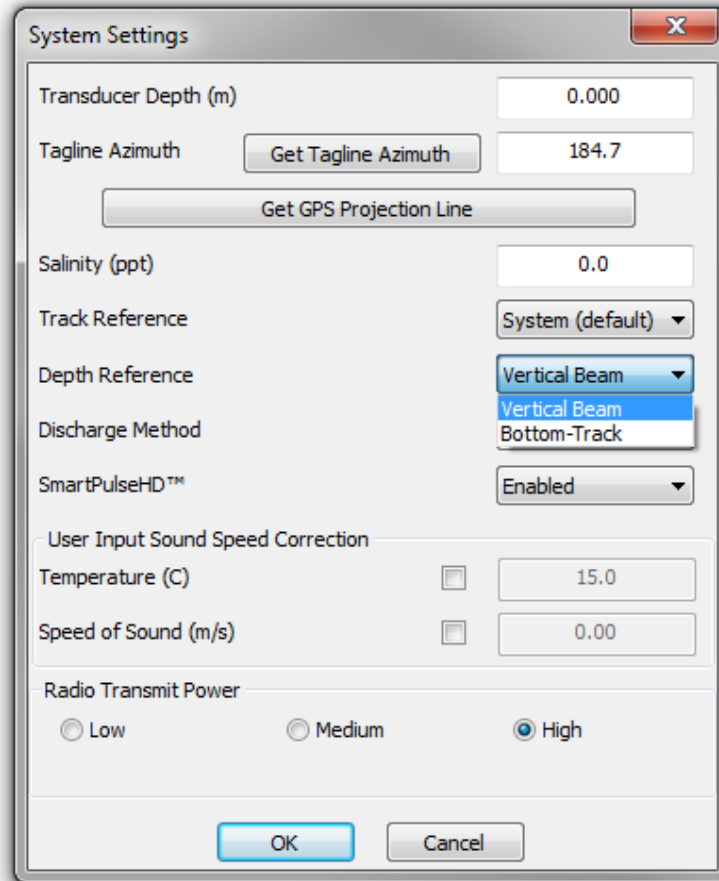 System Settings
Transducer Depth (m) 0.000
Tagline Azimuth Get Tagline Azimuth 184.7
Get GPS Projection Line
Salinity (ppt) 0.0
Track Reference System (default)
Depth Reference Vertical Beam
Vertical Beam
Discharge Method Bottom-Track
SmartPulseHD™ Enabled
User Input Sound Speed Correction
Temperature (C) 15.0
Speed of Sound (m/s) 0.00
Radio Transmit Power
Low Medium High
OK Cancel